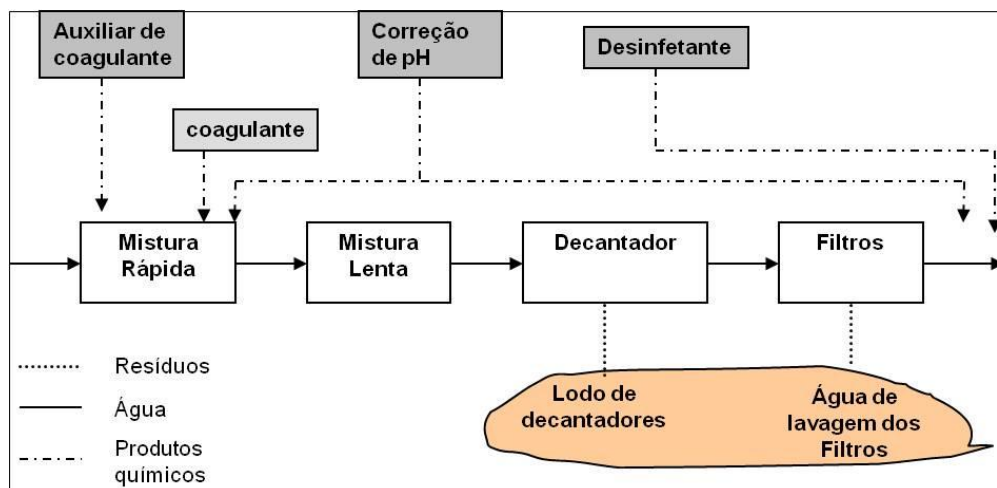 Auxiliar de
coagulante
Correção
de pH
Desinfetante
coagulante
Mistura
Rápida
Mistura
Lenta
Decantador
Filtros
Resíduos
Água
Produtos
químicos
Lodo de
decantadores
Água de
lavagem dos
Filtros